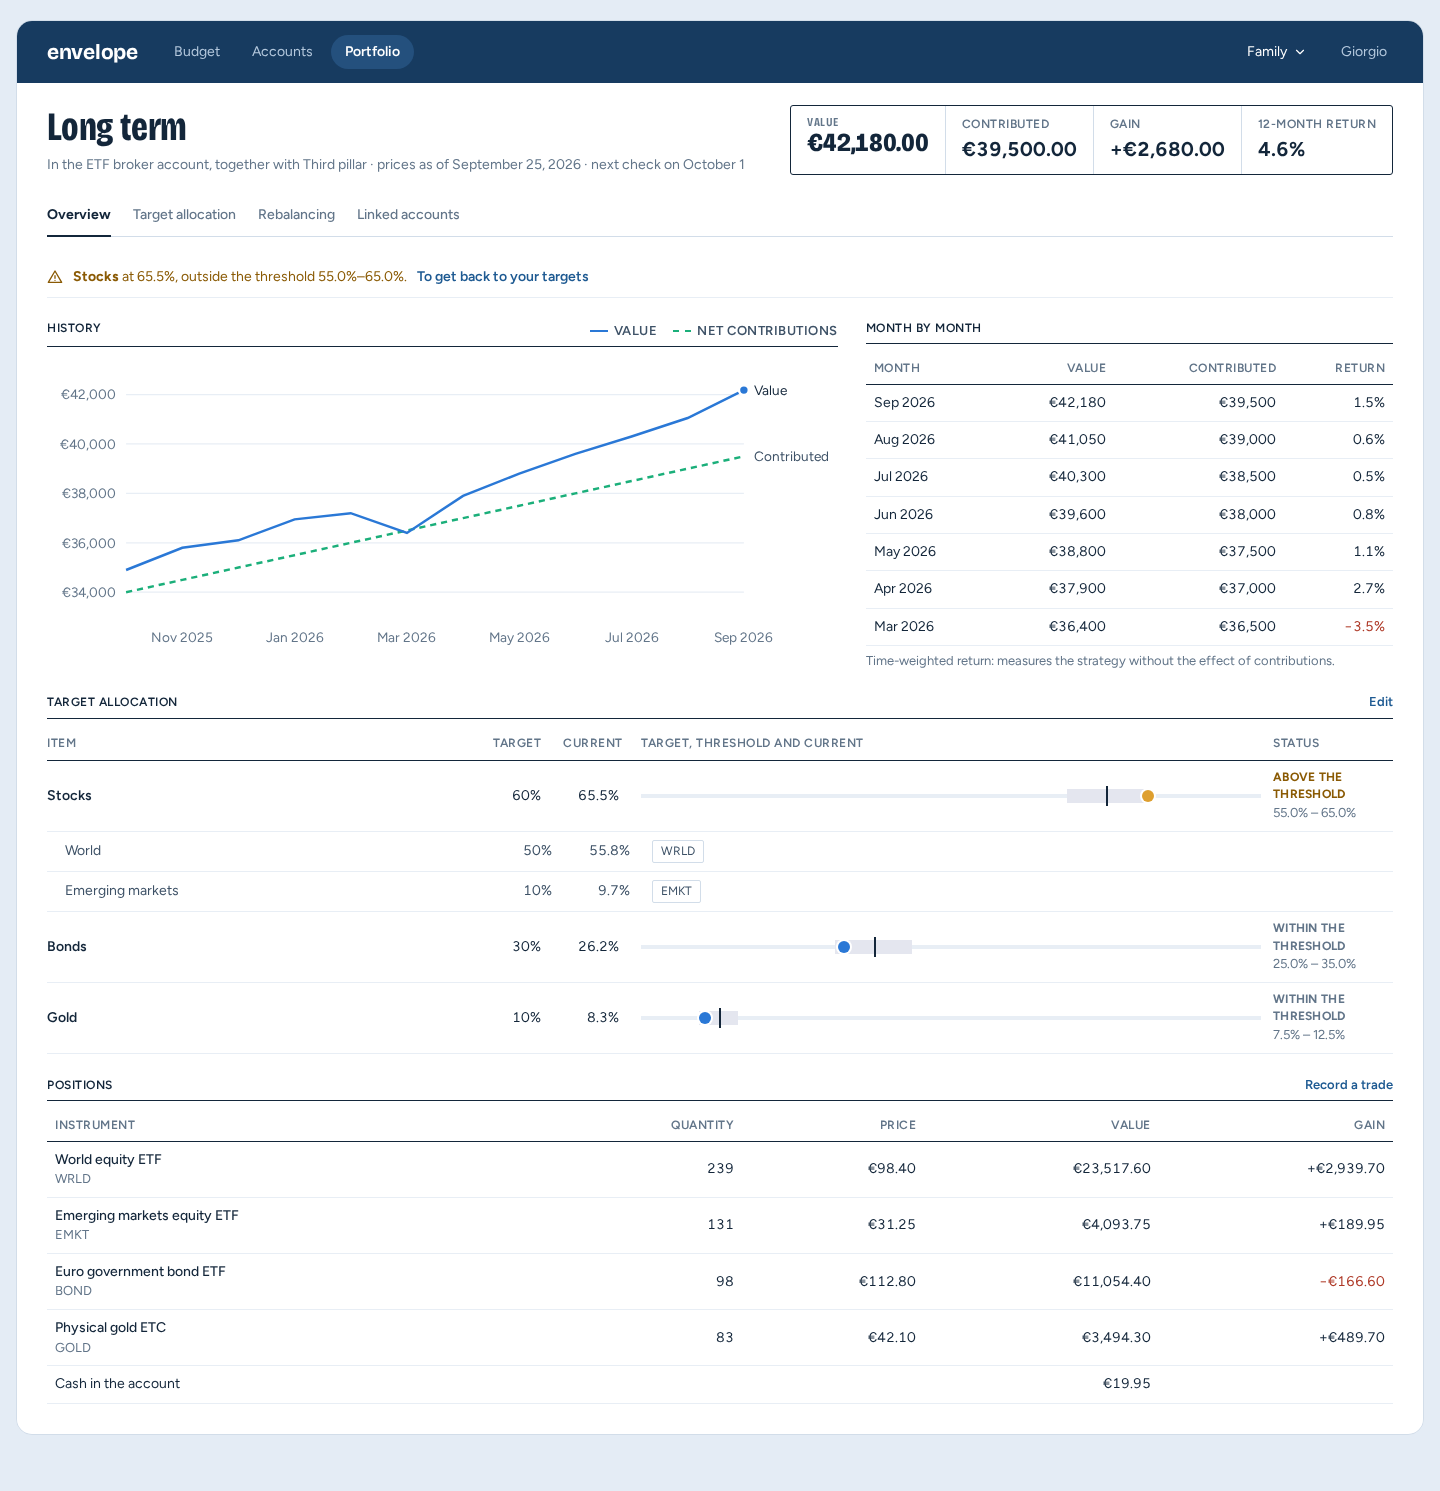 envelope Budget Accounts Portfolio Family Giorgio
Long term
In the ETF broker account, together with Third pillar · prices as of September 25, 2026 · next check on October 1
VALUE CONTRIBUTED GAIN 12-MONTH RETURN
€42,180.00 €39,500.00 +€2,680.00 4.6%
Overview Target allocation Rebalancing Linked accounts
Stocks at 65.5%, outside the threshold 55.0%–65.0%. To get back to your targets
HISTORY VALUE NET CONTRIBUTIONS
€42,000
€40,000
€38,000
€36,000
€34,000
Value
Contributed
Nov 2025 Jan 2026 Mar 2026 May 2026 Jul 2026 Sep 2026
MONTH BY MONTH
MONTH VALUE CONTRIBUTED RETURN
Sep 2026 €42,180 €39,500 1.5%
Aug 2026 €41,050 €39,000 0.6%
Jul 2026 €40,300 €38,500 0.5%
Jun 2026 €39,600 €38,000 0.8%
May 2026 €38,800 €37,500 1.1%
Apr 2026 €37,900 €37,000 2.7%
Mar 2026 €36,400 €36,500 −3.5%
Time-weighted return: measures the strategy without the effect of contributions.
TARGET ALLOCATION Edit
ITEM TARGET CURRENT TARGET, THRESHOLD AND CURRENT STATUS
Stocks 60% 65.5% ABOVE THE
THRESHOLD
55.0% – 65.0%
World 50% 55.8% WRLD
Emerging markets 10% 9.7% EMKT
Bonds 30% 26.2% WITHIN THE
THRESHOLD
25.0% – 35.0%
Gold 10% 8.3% WITHIN THE
THRESHOLD
7.5% – 12.5%
POSITIONS Record a trade
INSTRUMENT QUANTITY PRICE VALUE GAIN
World equity ETF 239 €98.40 €23,517.60 +€2,939.70
WRLD
Emerging markets equity ETF 131 €31.25 €4,093.75 +€189.95
EMKT
Euro government bond ETF 98 €112.80 €11,054.40 −€166.60
BOND
Physical gold ETC 83 €42.10 €3,494.30 +€489.70
GOLD
Cash in the account €19.95